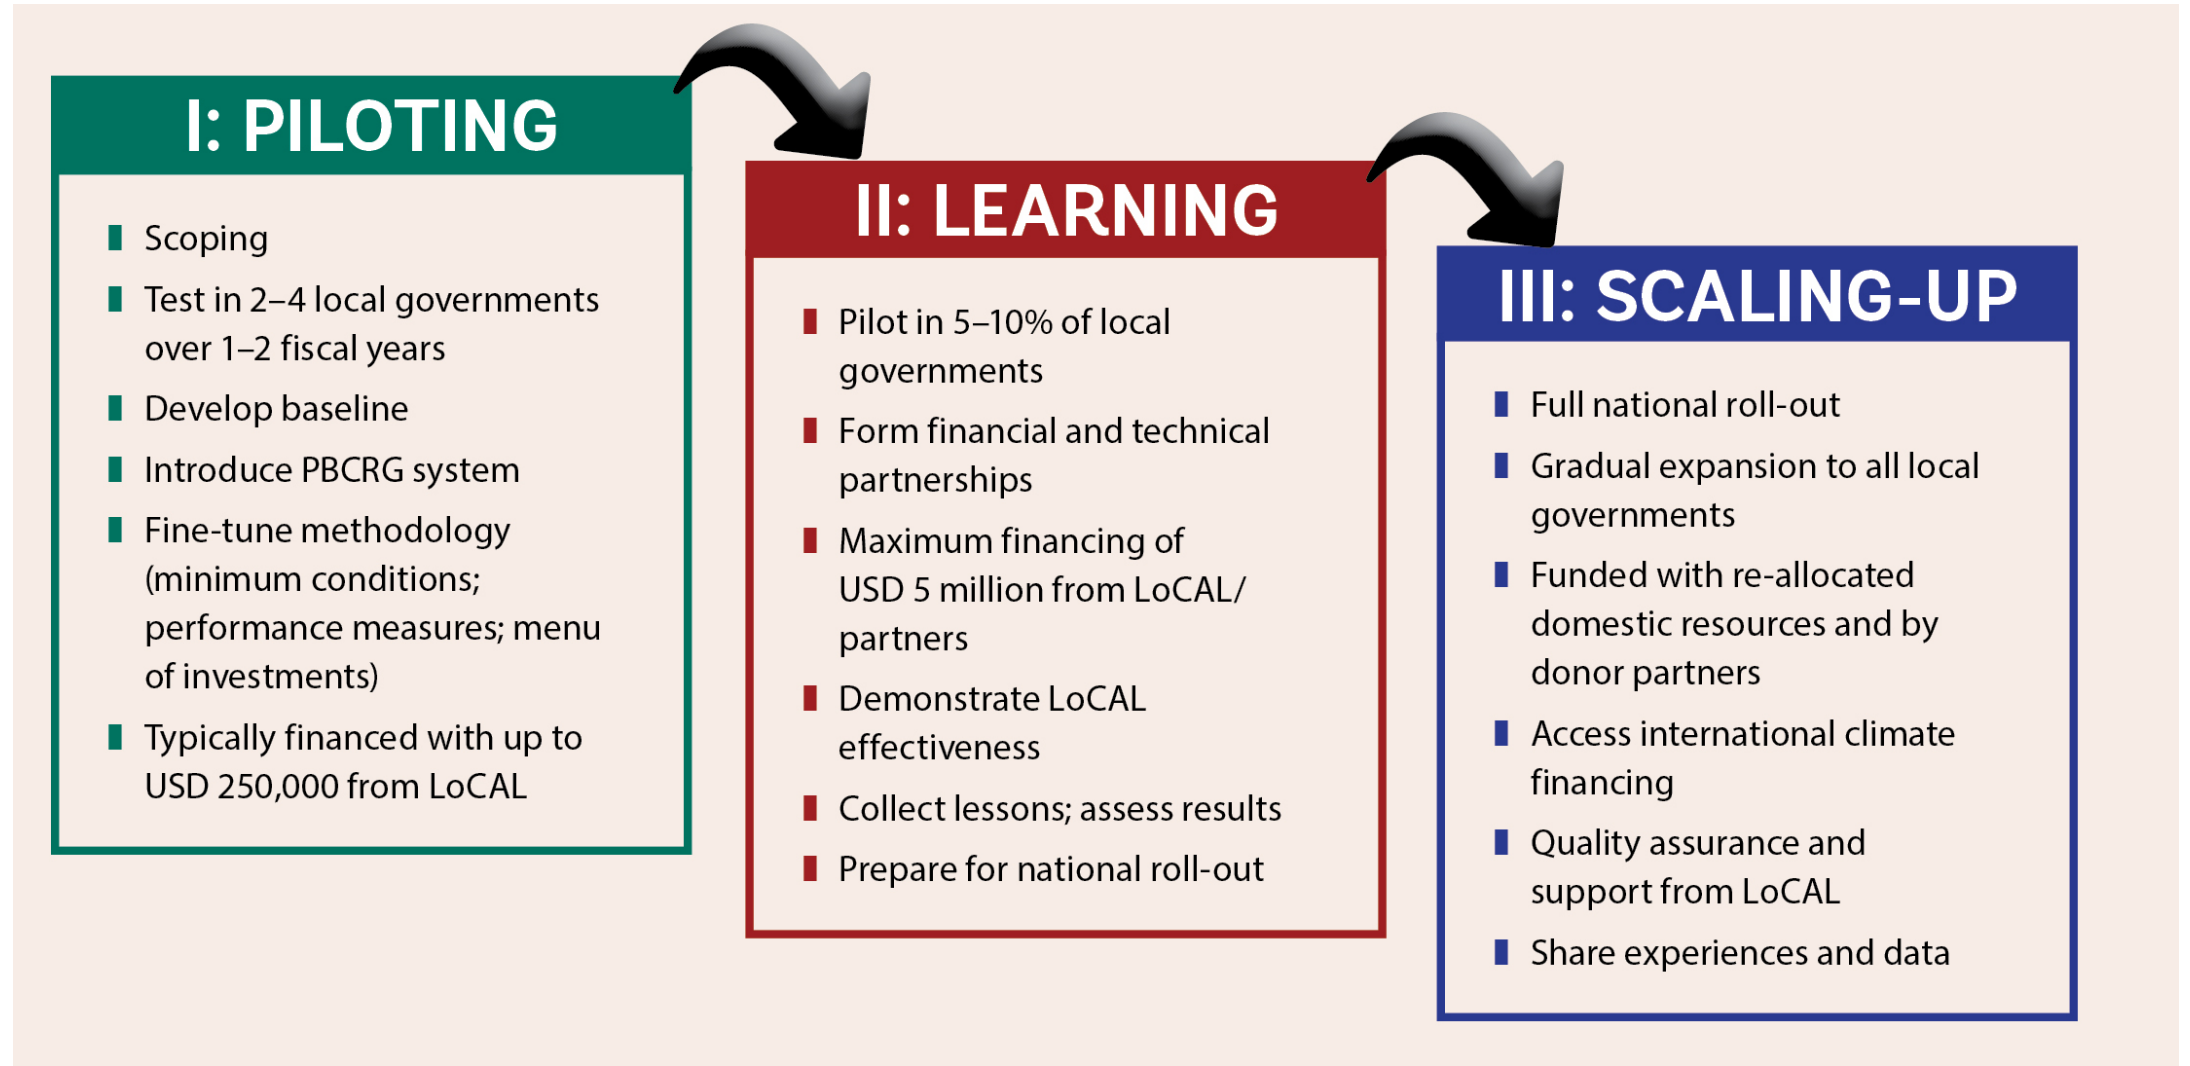 I: PILOTING
Scoping
Test in 2–4 local governments
over 1–2 fiscal years
Develop baseline
Introduce PBCRG system
Fine-tune methodology
(minimum conditions;
performance measures; menu
of investments)
Typically financed with up to
USD 250,000 from LoCAL
II: LEARNING
Pilot in 5–10% of local
governments
Form financial and technical
partnerships
Maximum financing of
USD 5 million from LoCAL/
partners
Demonstrate LoCAL
effectiveness
Collect lessons; assess results
Prepare for national roll-out
III: SCALING-UP
Full national roll-out
Gradual expansion to all local
governments
Funded with re-allocated
domestic resources and by
donor partners
Access international climate
financing
Quality assurance and
support from LoCAL
Share experiences and data